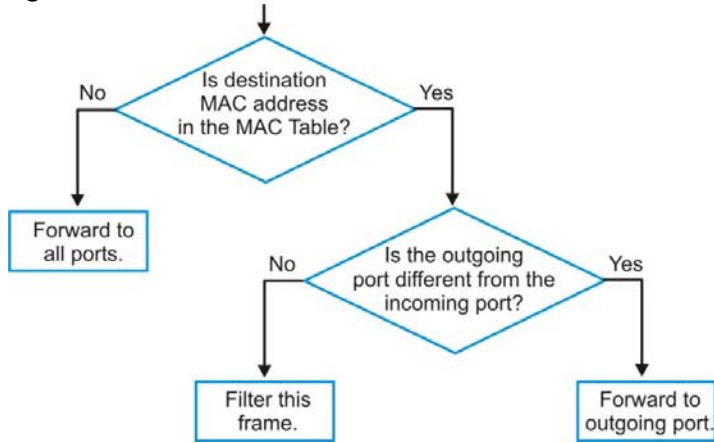 g
Is destination
MAC address
in the MAC Table?
No
Yes
Forward to
all ports.
Is the outgoing
port different from the
incoming port?
No
Yes
Filter this
frame.
Forward to
outgoing port.